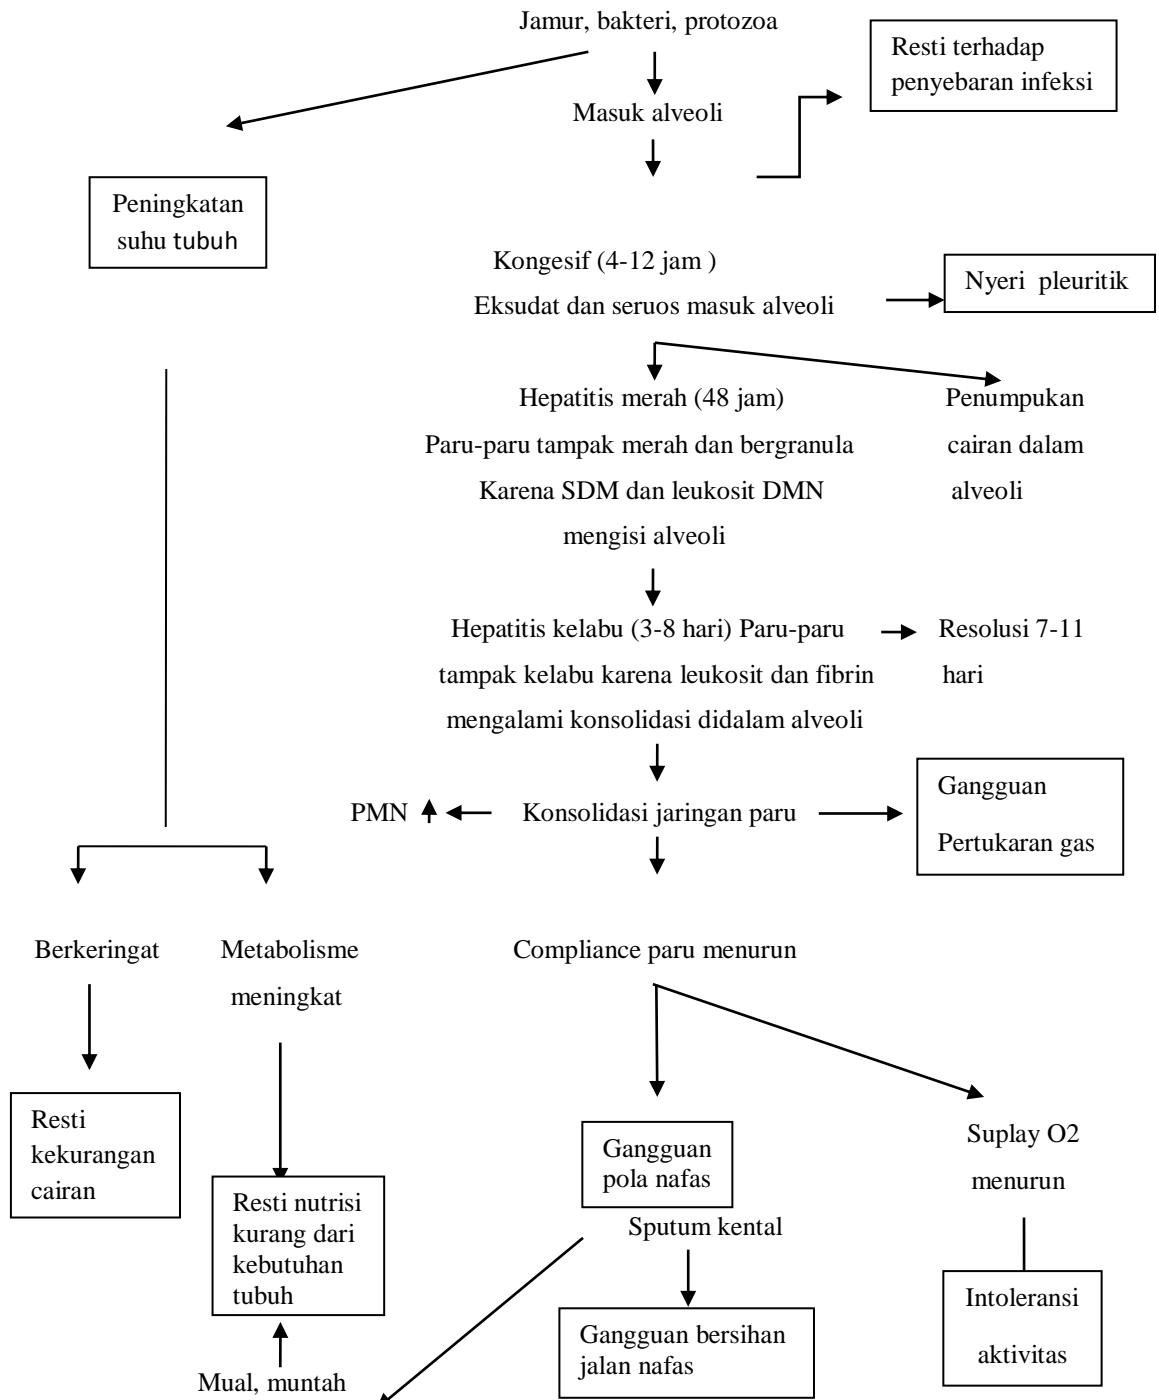 Jamur, bakteri, protozoa
Resti terhadap
penyebaran infeksi
Masuk alveoli
Peningkatan
suhu tubuh
Kongesif (4-12 jam )
Eksudat dan seruos masuk alveoli
Nyeri pleuritik
Hepatitis merah (48 jam)
Paru-paru tampak merah dan bergranula
Karena SDM dan leukosit DMN
mengisi alveoli
Penumpukan
cairan dalam
alveoli
Hepatitis kelabu (3-8 hari) Paru-paru
tampak kelabu karena leukosit dan fibrin
mengalami konsolidasi didalam alveoli
Resolusi 7-11
hari
PMN
Konsolidasi jaringan paru
Gangguan
Pertukaran gas
Berkeringat
Metabolisme
meningkat
Compliance paru menurun
Resti
kekurangan
cairan
Resti nutrisi
kurang dari
kebutuhan
tubuh
Gangguan
pola nafas
Suplay O2
menurun
Sputum kental
Gangguan bersihan
jalan nafas
Intoleransi
aktivitas
Mual, muntah